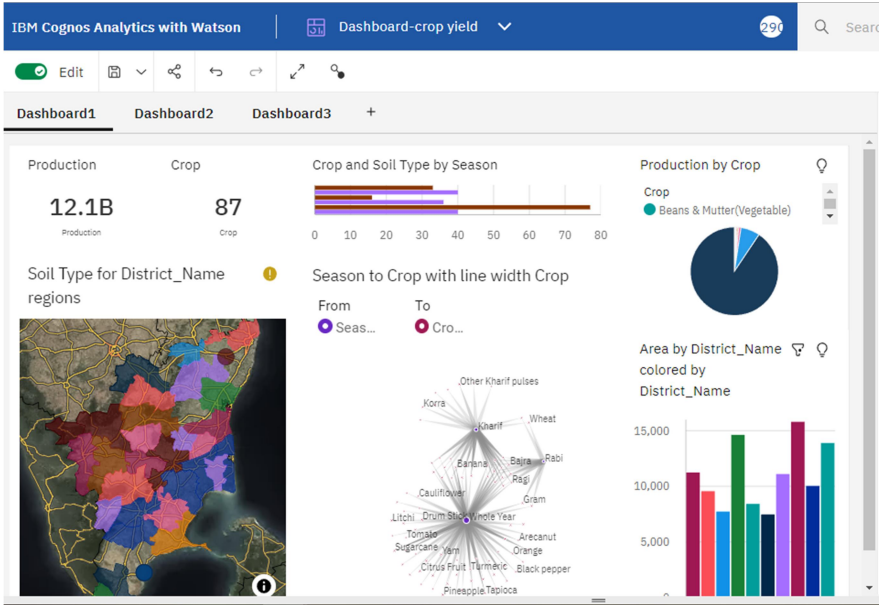 IBM Cognos Analytics with Watson
Dashboard-crop yield
290
Sear
Edit
Dashboard1
Dashboard2
Dashboard3
+
Production
Crop
12.1B
87
Production
Crop
Soil Type for District_Name
regions
Crop and Soil Type by Season
0 10 20 30 40 50 60 70 80
Season to Crop with line width Crop
From
To
Seas...
Cro...
Other Kharif pulses
Korra
Kharif
Wheat
Banana
Bajra
Rabi
Ragi
Cauliflower
Gram
Litchi
Drum Stick
Whole Year
Tomato
Arecanut
Sugarcane
Yam
Orange
Citrus Fruit
Turmeric
Black pepper
Pineapple
Tapioca
Production by Crop
Crop
Beans & Mutter(Vegetable)
Area by District_Name
colored by
District_Name
15,000
10,000
5,000